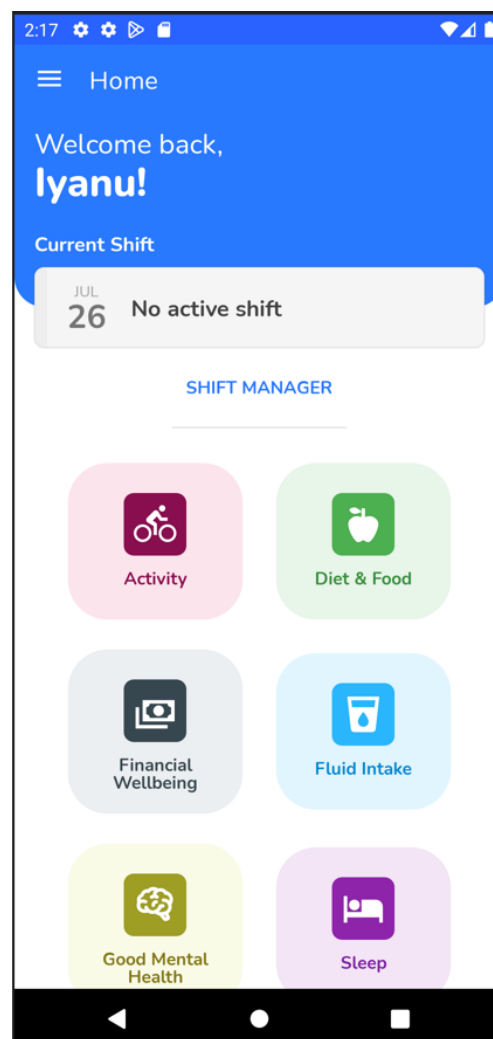 2:17
Home
Welcome back,
Iyanu!
Current Shift
JUL
26
No active shift
SHIFT MANAGER
Activity
Diet & Food
Financial
Wellbeing
Fluid Intake
Good Mental
Health
Sleep